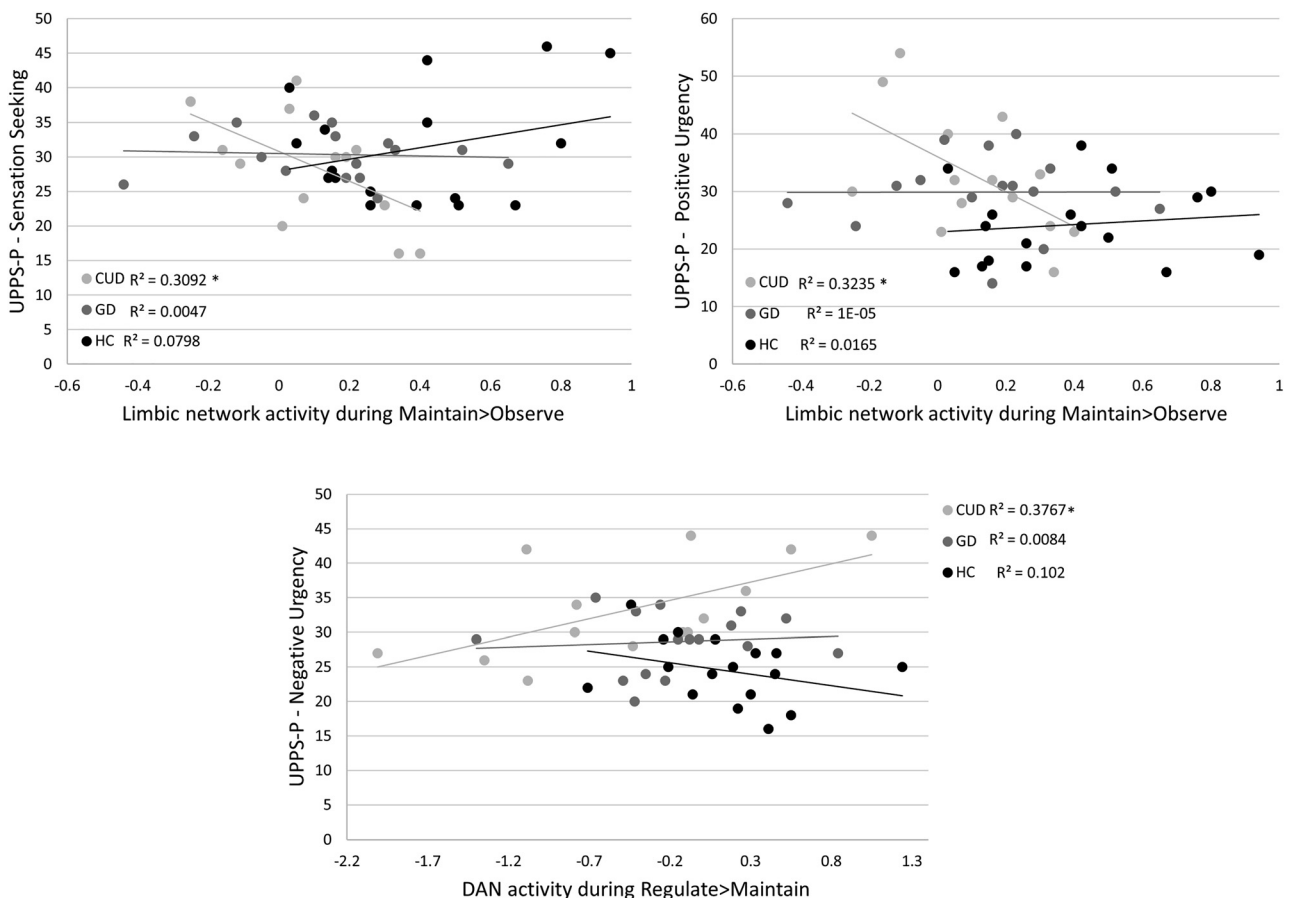 50
45
40
35
30
25
20
15
10
5
0
UPPS-P - Sensation Seeking
CUD R² = 0.3092 *
GD R² = 0.0047
HC R² = 0.0798
-0.6 -0.4 -0.2 0 0.2 0.4 0.6 0.8 1
Limbic network activity during Maintain>Observe
60
50
40
30
20
10
0
UPPS-P - Positive Urgency
CUD R² = 0.3235 *
GD R² = 1E-05
HC R² = 0.0165
-0.6 -0.4 -0.2 0 0.2 0.4 0.6 0.8 1
Limbic network activity during Maintain>Observe
50
45
40
35
30
25
20
15
10
5
0
UPPS-P - Negative Urgency
CUD R² = 0.3767*
GD R² = 0.0084
HC R² = 0.102
-2.2 -1.7 -1.2 -0.7 -0.2 0.3 0.8 1.3
DAN activity during Regulate>Maintain